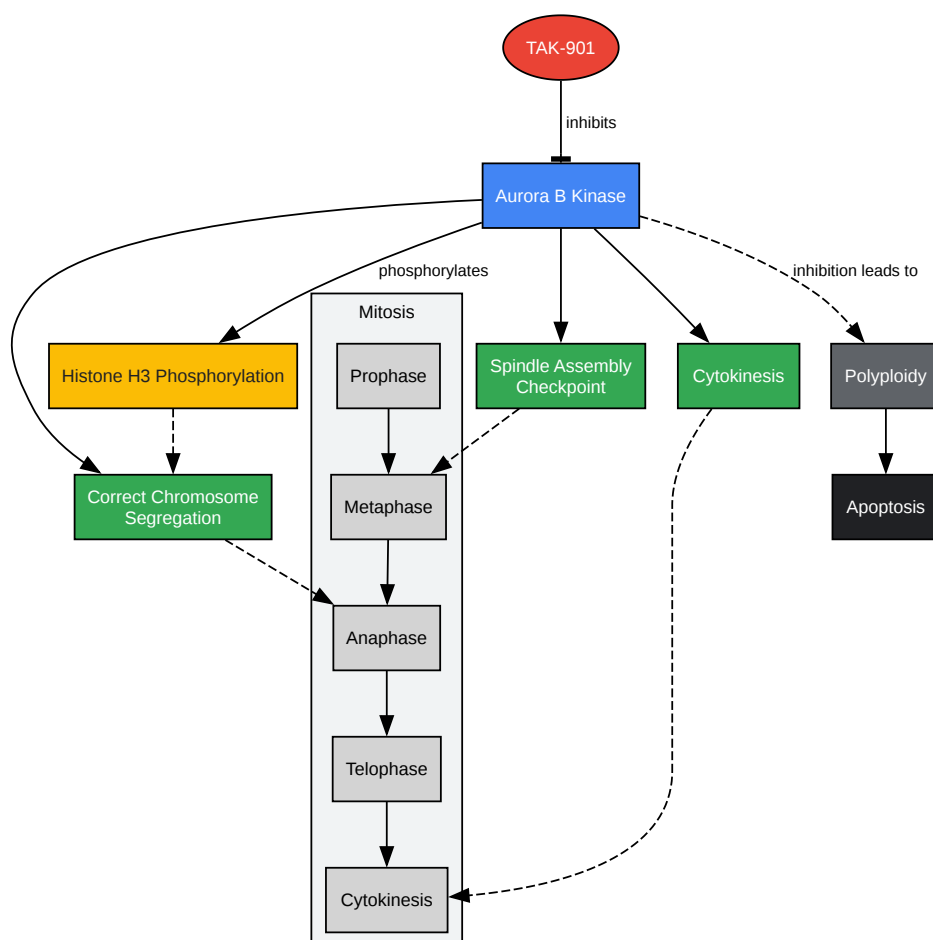 TAK-901
inhibits
Aurora B Kinase
phosphorylates
inhibition leads to
Mitosis
Histone H3 Phosphorylation
Prophase
Spindle Assembly
Checkpoint
Cytokinesis
Polyploidy
Correct Chromosome
Segregation
Metaphase
Apoptosis
Anaphase
Telophase
Cytokinesis